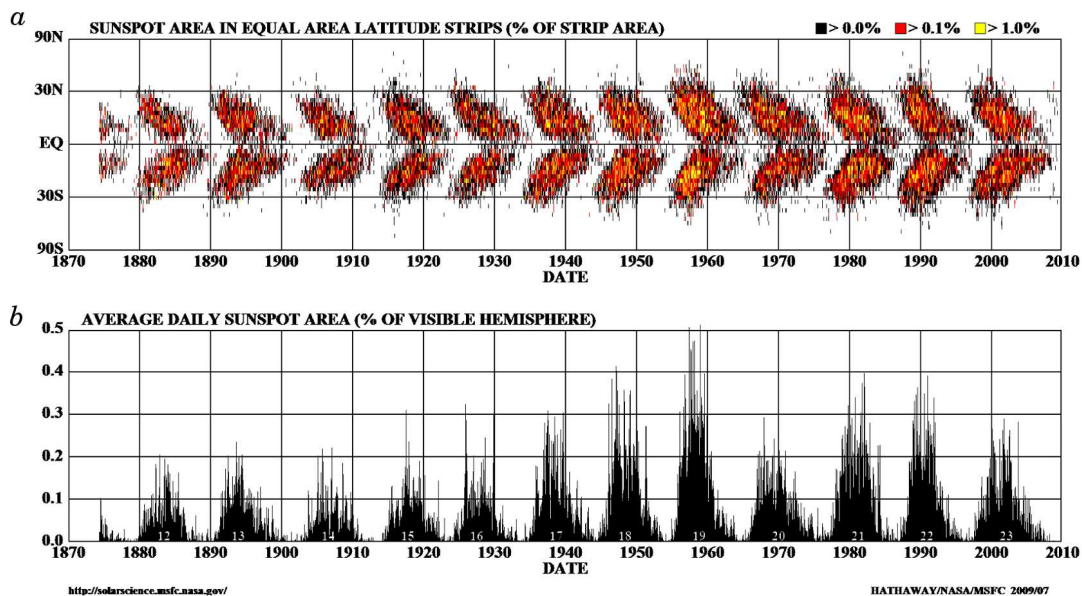 a
SUNSPOT AREA IN EQUAL AREA LATITUDE STRIPS (% OF STRIP AREA)
> 0.0% > 0.1% > 1.0%
90N
30N
EQ
30S
90S
1870 1880 1890 1900 1910 1920 1930 1940 1950 1960 1970 1980 1990 2000 2010
DATE
b
AVERAGE DAILY SUNSPOT AREA (% OF VISIBLE HEMISPHERE)
0.5
0.4
0.3
0.2
0.1
0.0
12 13 14 15 16 17 18 19 20 21 22 23
1870 1880 1890 1900 1910 1920 1930 1940 1950 1960 1970 1980 1990 2000 2010
DATE
http://solarscience.msfc.nasa.gov/ HATHAWAY/NASA/MSFC 2009/07